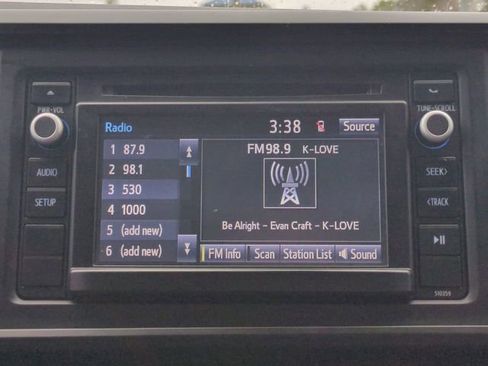 PWR•VOL
TUNE•SCROLL
Radio
3:38
Source
1 87.9
2 98.1
3 530
4 1000
5 (add new)
6 (add new)
FM98.9 K-LOVE
Be Alright - Evan Craft - K-LOVE
FM Info
Scan
Station List
Sound
AUDIO
SETUP
SEEK>
<TRACK
510359